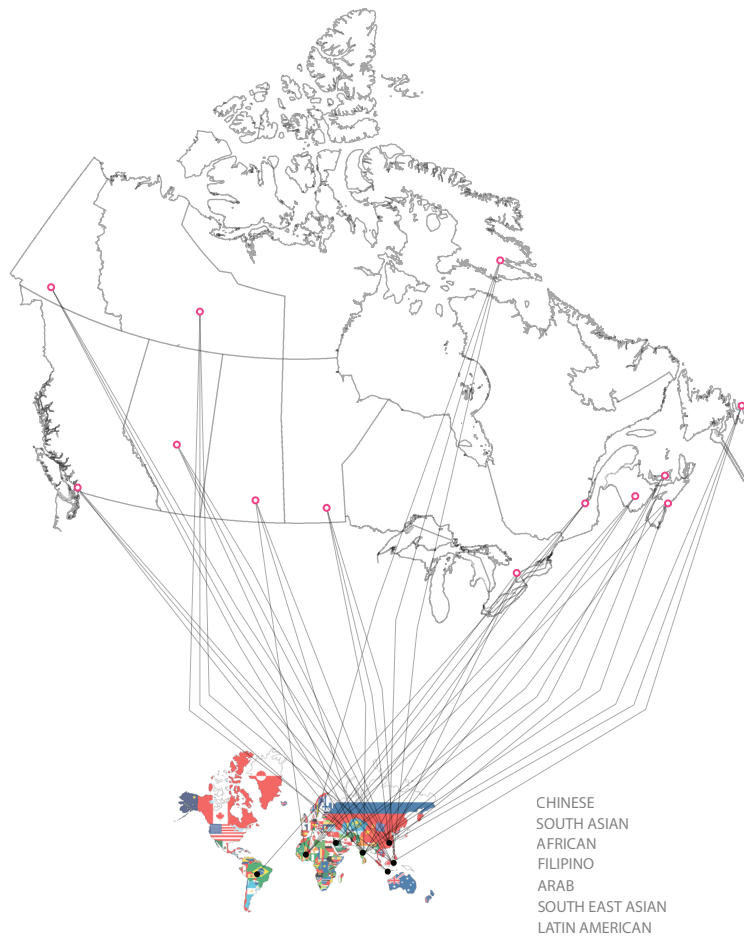 CHINESE
SOUTH ASIAN
AFRICAN
FILIPINO
ARAB
SOUTH EAST ASIAN
LATIN AMERICAN